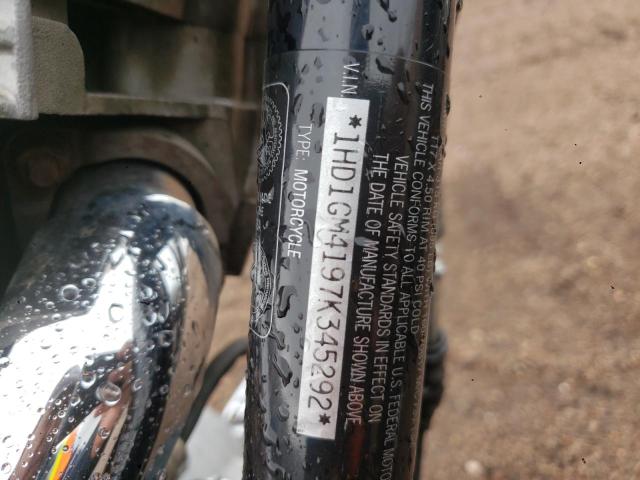 THIS VEHICLE CONFORMS TO ALL APPLICABLE U.S. FEDERAL MOTO
VEHICLE SAFETY STANDARDS IN EFFECT ON
THE DATE OF MANUFACTURE SHOWN ABOVE
V.I.N.
*1HD1GM4197K345292*
TYPE: MOTORCYCLE